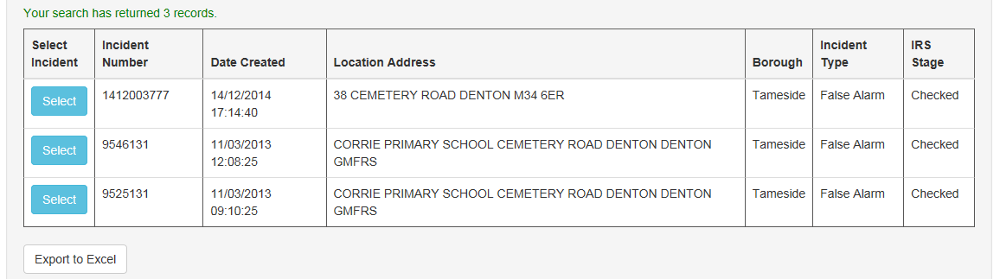 Your search has returned 3 records.
Select Incident Incident Number Date Created Location Address Borough Incident Type IRS Stage
Select 1412003777 14/12/2014 17:14:40 38 CEMETERY ROAD DENTON M34 6ER Tameside False Alarm Checked
Select 9546131 11/03/2013 12:08:25 CORRIE PRIMARY SCHOOL CEMETERY ROAD DENTON DENTON GMFRS Tameside False Alarm Checked
Select 9525131 11/03/2013 09:10:25 CORRIE PRIMARY SCHOOL CEMETERY ROAD DENTON DENTON GMFRS Tameside False Alarm Checked
Export to Excel